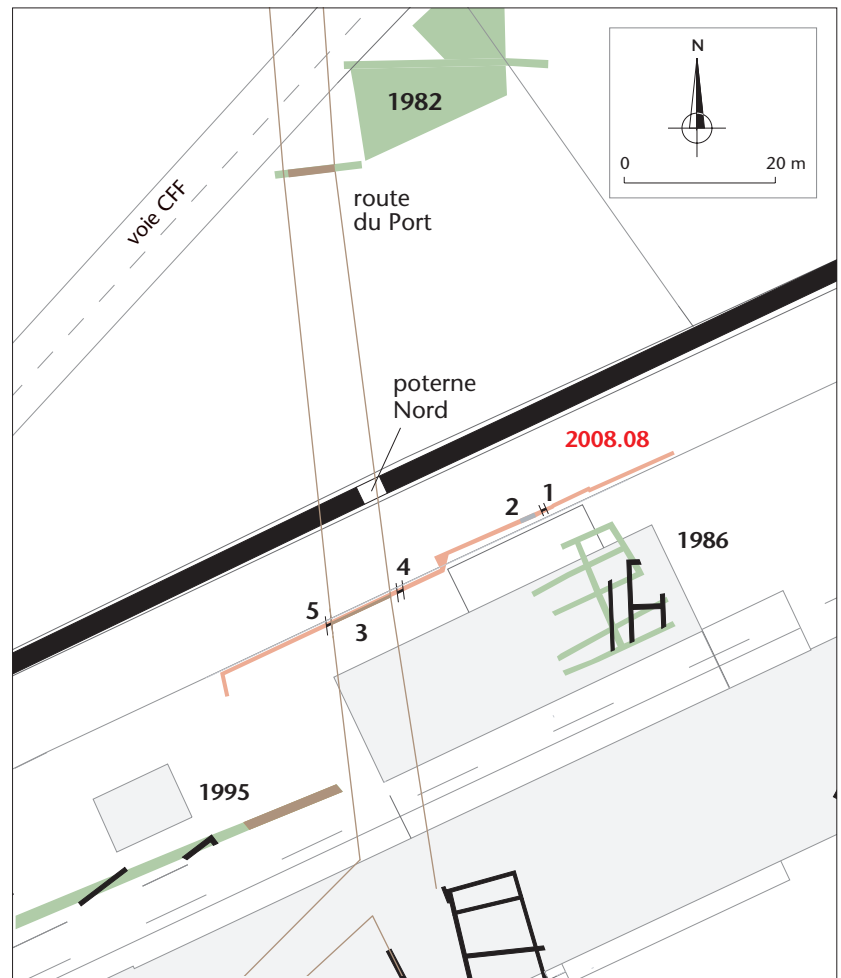 N
0 20 m
1982
voie CFF
route
du Port
poterne
Nord
2008.08
1
2
1986
4
5
3
1995